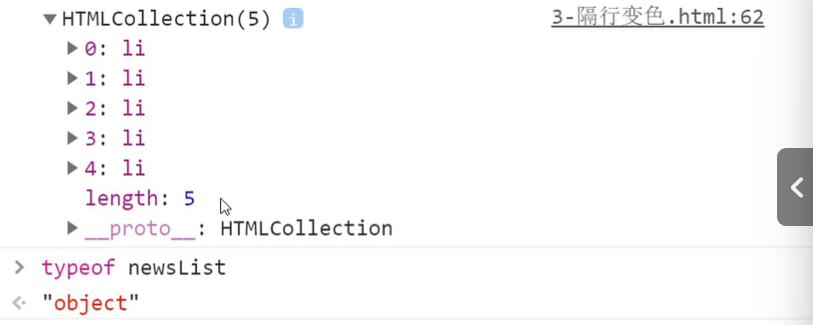 HTMLCollection(5) i 3-隔行变色.html:62
0: li
1: li
2: li
3: li
4: li
length: 5
__proto__: HTMLCollection
typeof newsList
"object"